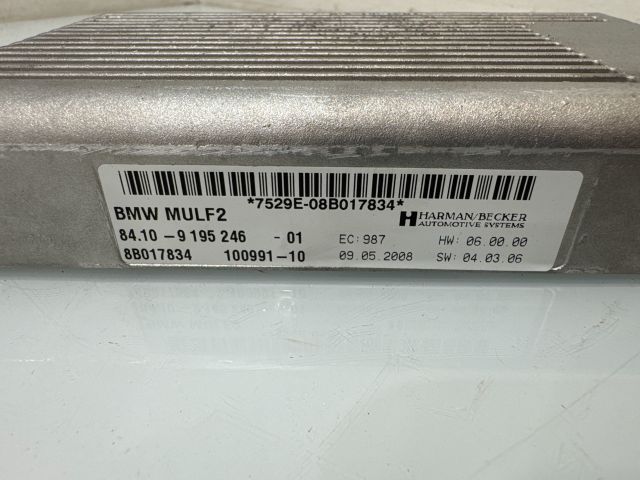 *7529E-08B017834*
BMW MULF2
HARMAN/BECKER
AUTOMOTIVE SYSTEMS
84.10 -9 195 246 - 01 EC: 987 HW: 06.00.00
8B017834 100991-10 09.05.2008 SW: 04.03.06